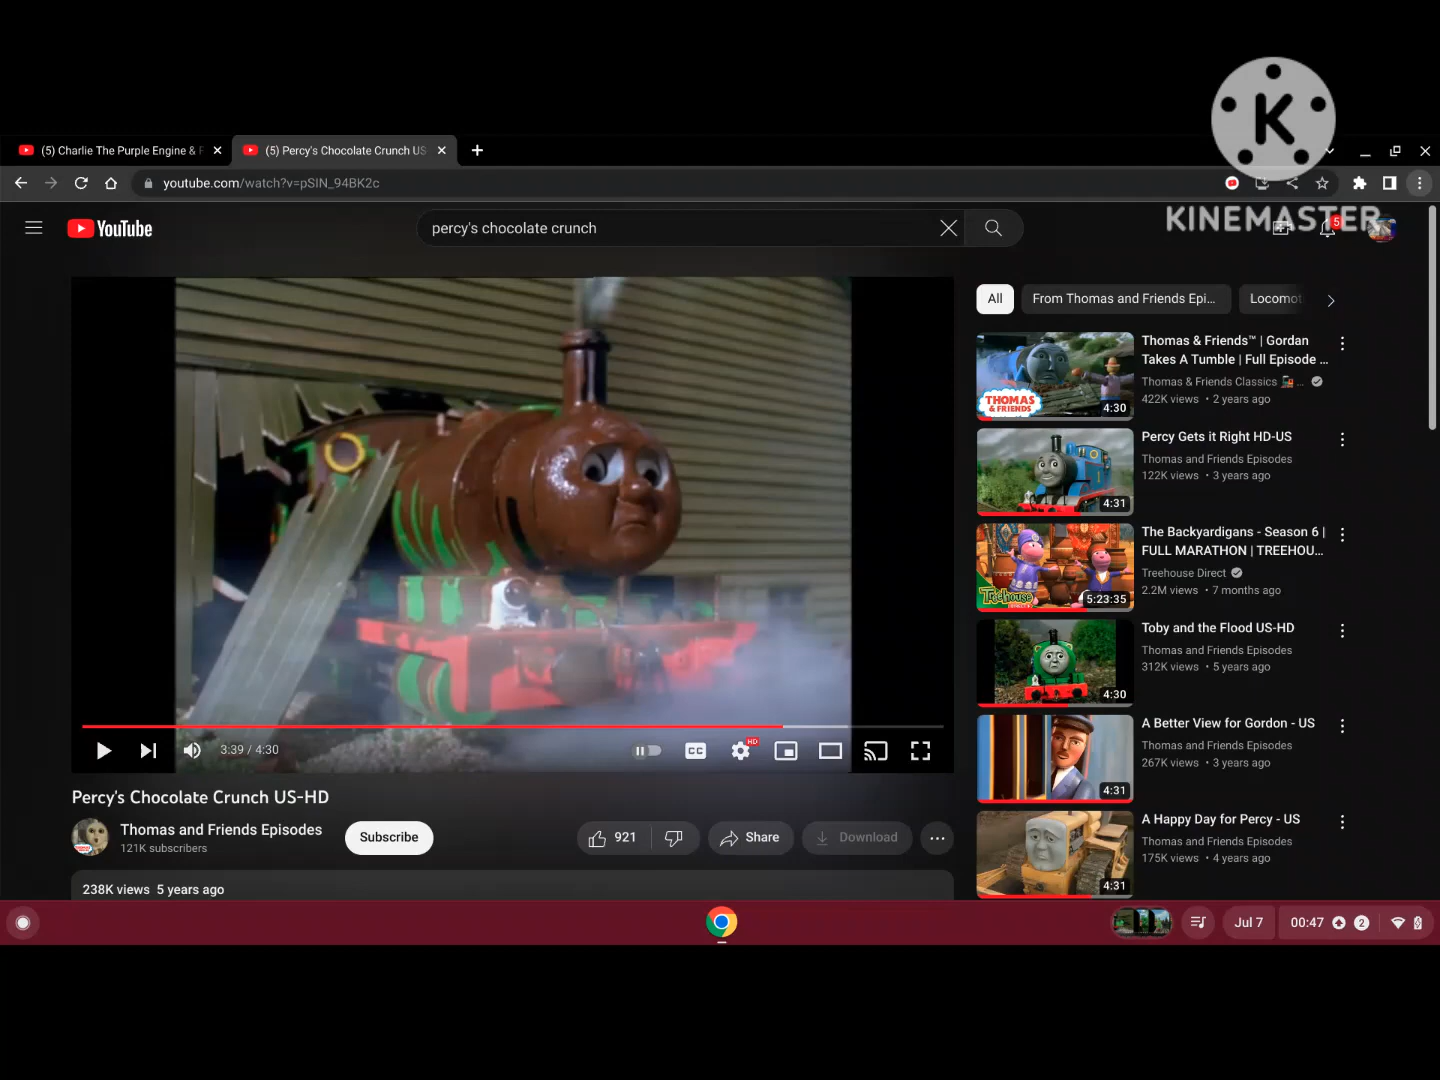 (5) Charlie The Purple Engine & F
(5) Percy's Chocolate Crunch US
youtube.com/watch?v=pSIN_94BK2c
K
KINEMASTER
YouTube
percy's chocolate crunch
5
All
From Thomas and Friends Epi...
Locomot
Thomas & Friends™ | Gordan
Takes A Tumble | Full Episode ...
Thomas & Friends Classics 🚂 ...
422K views • 2 years ago
THOMAS
& FRIENDS
4:30
Percy Gets it Right HD-US
Thomas and Friends Episodes
122K views • 3 years ago
4:31
The Backyardigans - Season 6 |
FULL MARATHON | TREEHOU...
Treehouse Direct
2.2M views • 7 months ago
Treehouse
5:23:35
Toby and the Flood US-HD
Thomas and Friends Episodes
312K views • 5 years ago
4:30
A Better View for Gordon - US
Thomas and Friends Episodes
267K views • 3 years ago
4:31
A Happy Day for Percy - US
Thomas and Friends Episodes
175K views • 4 years ago
4:31
3:39 / 4:30
CC
HD
Percy's Chocolate Crunch US-HD
Thomas and Friends Episodes
121K subscribers
Subscribe
921
Share
Download
238K views 5 years ago
Jul 7
00:47
2